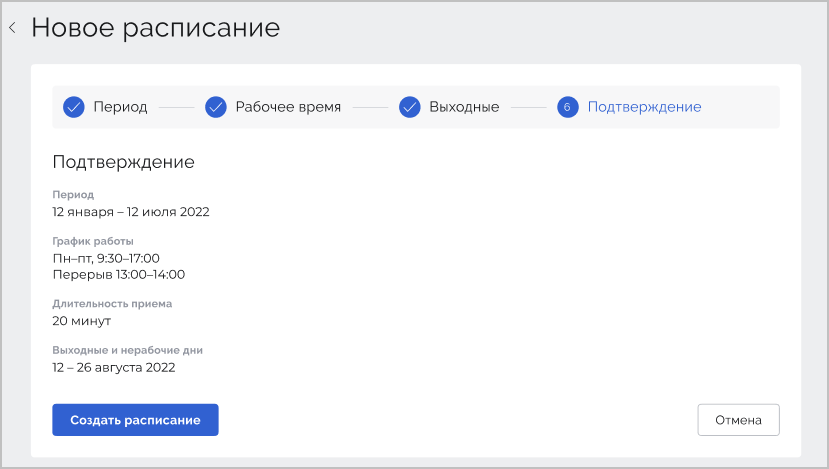 Новое расписание
Период
Рабочее время
Выходные
6
Подтверждение
Подтверждение
Период
12 января – 12 июля 2022
График работы
Пн–пт, 9:30–17:00
Перерыв 13:00–14:00
Длительность приема
20 минут
Выходные и нерабочие дни
12 – 26 августа 2022
Создать расписание
Отмена